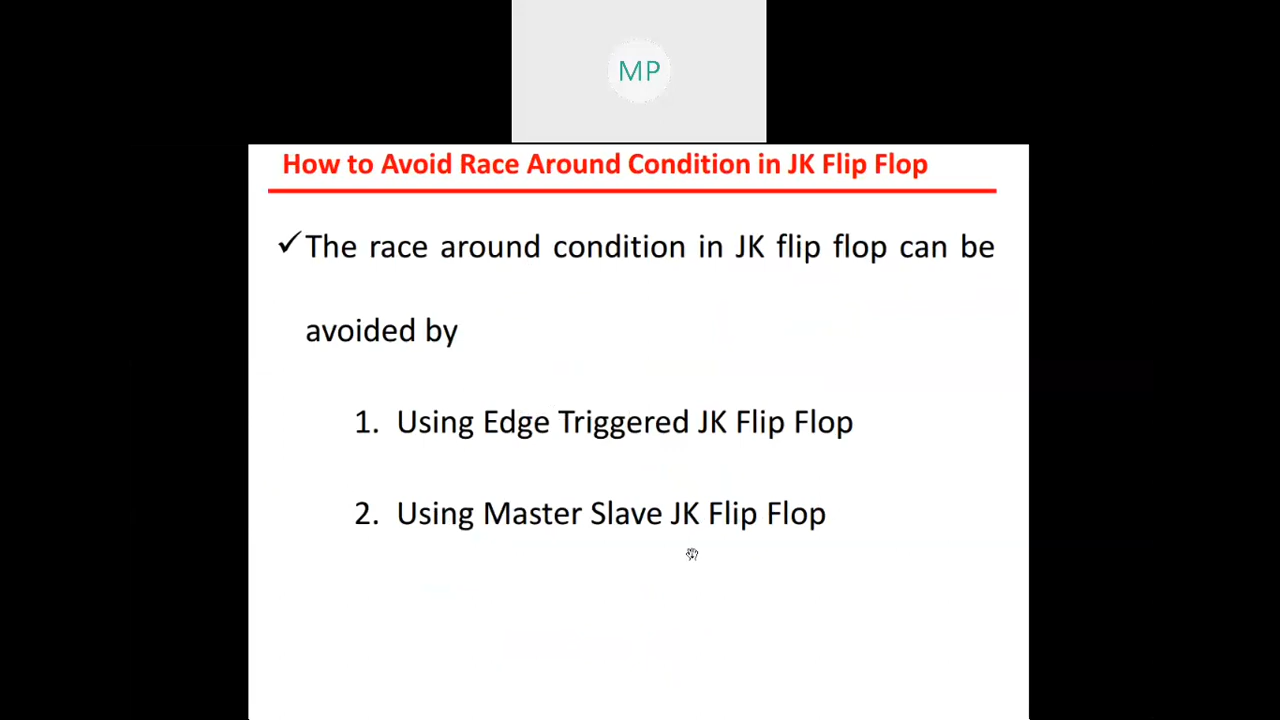 MP
How to Avoid Race Around Condition in JK Flip Flop
✓The race around condition in JK flip flop can be
avoided by
1. Using Edge Triggered JK Flip Flop
2. Using Master Slave JK Flip Flop